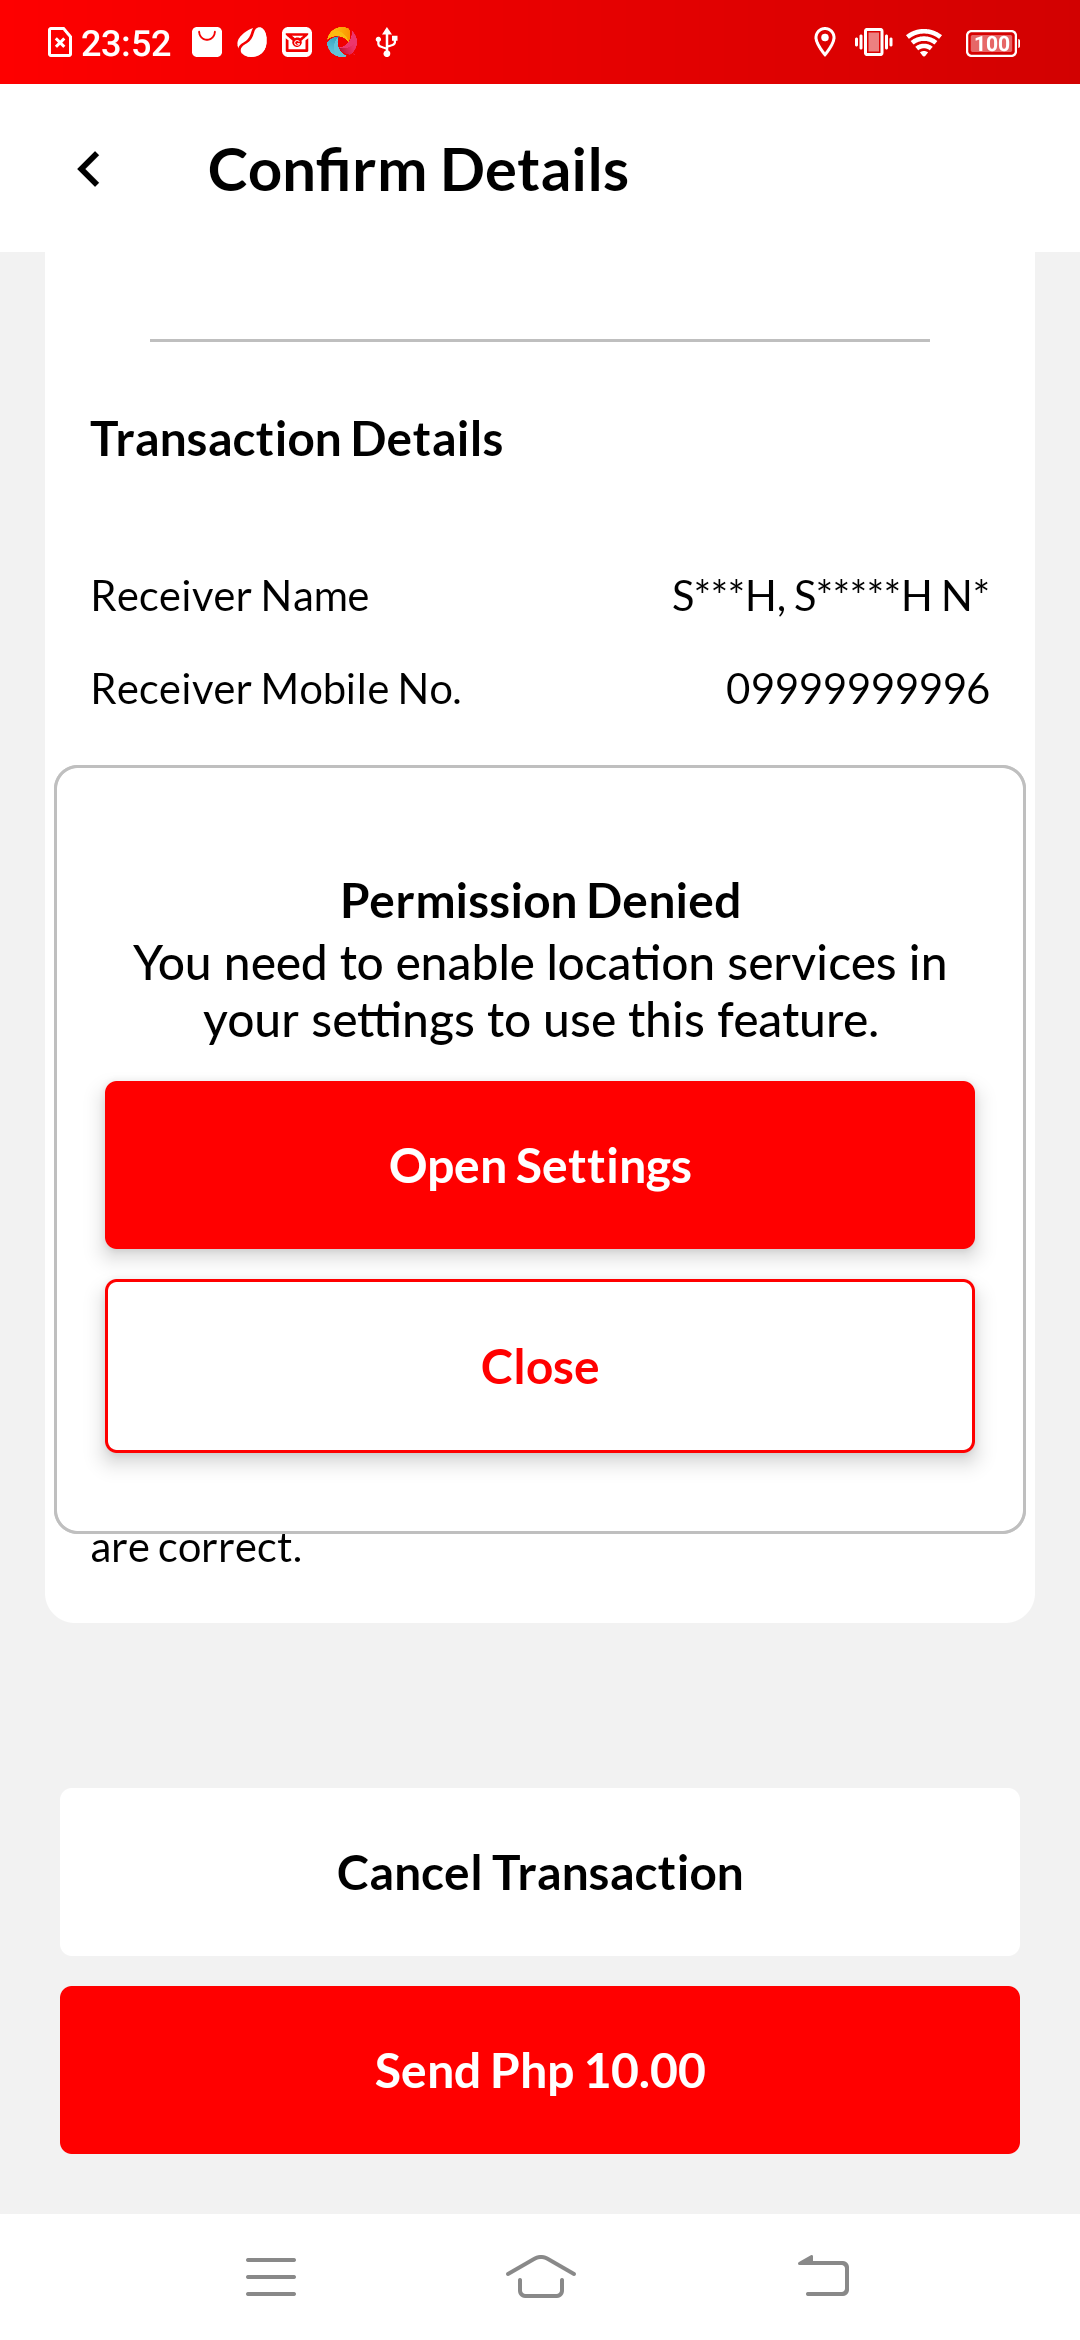 23:52
100
Confirm Details
Transaction Details
Receiver Name S***H, S*****H N*
Receiver Mobile No. 09999999996
Permission Denied
You need to enable location services in
your settings to use this feature.
Open Settings
Close
are correct.
Cancel Transaction
Send Php 10.00